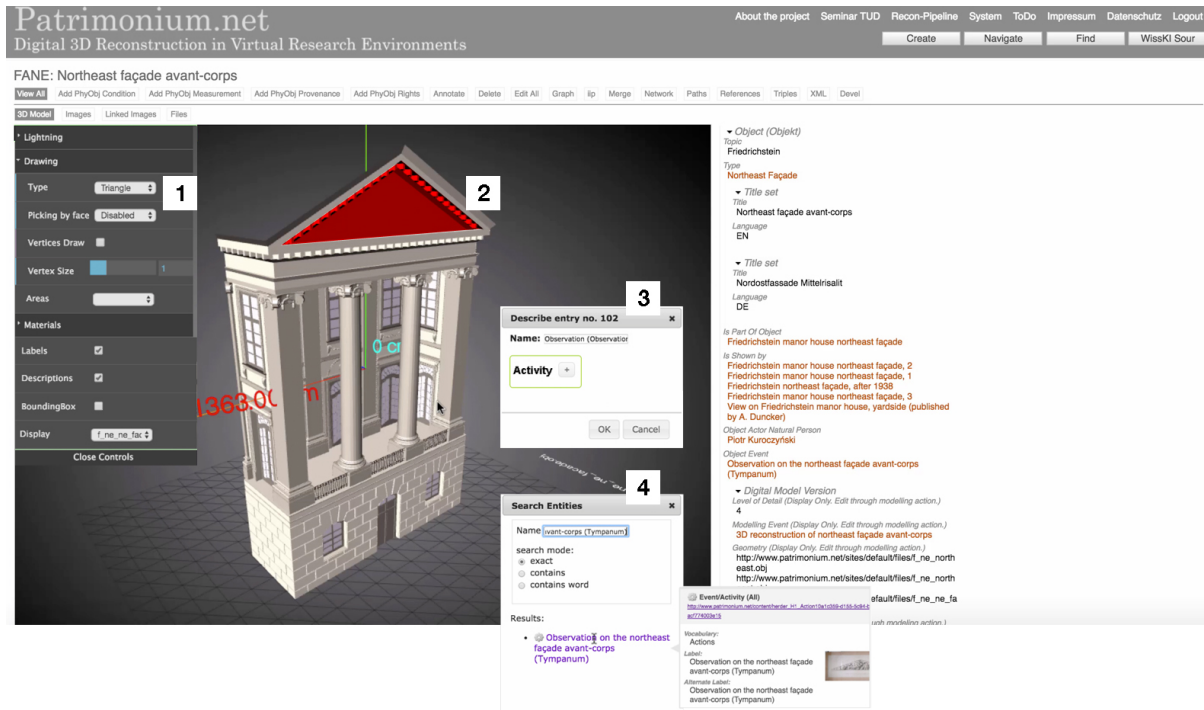 Patrimonium.net
Digital 3D Reconstruction in Virtual Research Environments
About the project Seminar TUD Recon-Pipeline System ToDo Impressum Datenschutz Logout
Create Navigate Find WissKI Sour
FANE: Northeast façade avant-corps
View All Add PhyObj Condition Add PhyObj Measurement Add PhyObj Provenance Add PhyObj Rights Annotate Delete Edit All Graph iip Merge Network Paths References Triples XML Devel
3D Model Images Linked Images Files
Lightning
Drawing
Type Triangle
Picking by face Disabled
Vertices Draw
Vertex Size 1
Areas
Materials
Labels
Descriptions
BoundingBox
Display f_ne_ne_fac
Close Controls
1
2
0 c
1363.0
m
3
Describe entry no. 102 ×
Name: Observation (Observation
Activity +
OK Cancel
4
Search Entities ×
Name vant-corps (Tympanum)
search mode:
exact
contains
contains word
Results:
Observation on the northeast
façade avant-corps
(Tympanum)
Event/Activity (All)
Vocabulary:
Actions
Label:
Observation on the northeast façade
avant-corps (Tympanum)
Alternate Label:
Observation on the northeast façade
avant-corps (Tympanum)
Object (Objekt)
Topic
Friedrichstein
Type
Northeast Façade
Title set
Title
Northeast façade avant-corps
Language
EN
Title set
Title
Nordostfassade Mittelrisalit
Language
DE
Is Part Of Object
Friedrichstein manor house northeast façade
Is Shown by
Friedrichstein manor house northeast façade, 2
Friedrichstein manor house northeast façade, 1
Friedrichstein northeast façade, after 1938
Friedrichstein manor house northeast façade, 3
View on Friedrichstein manor house, yardside (published
by A. Duncker)
Object Actor Natural Person
Piotr Kuroczyński
Object Event
Observation on the northeast façade avant-corps
(Tympanum)
Digital Model Version
Level of Detail (Display Only. Edit through modelling action.)
4
Modelling Event (Display Only. Edit through modelling action.)
3D reconstruction of northeast façade avant-corps
Geometry (Display Only. Edit through modelling action.)
http://www.patrimonium.net/sites/default/files/f_ne_north
east.obj
http://www.patrimonium.net/sites/default/files/f_ne_north
efault/files/f_ne_ne_fa
ugh modelling action.)